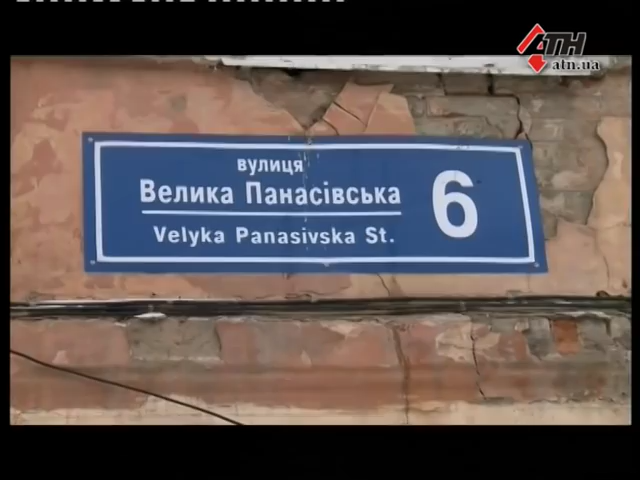 АТН
atn.ua
вулиця
Велика Панасівська
Velyka Panasivska St.
6